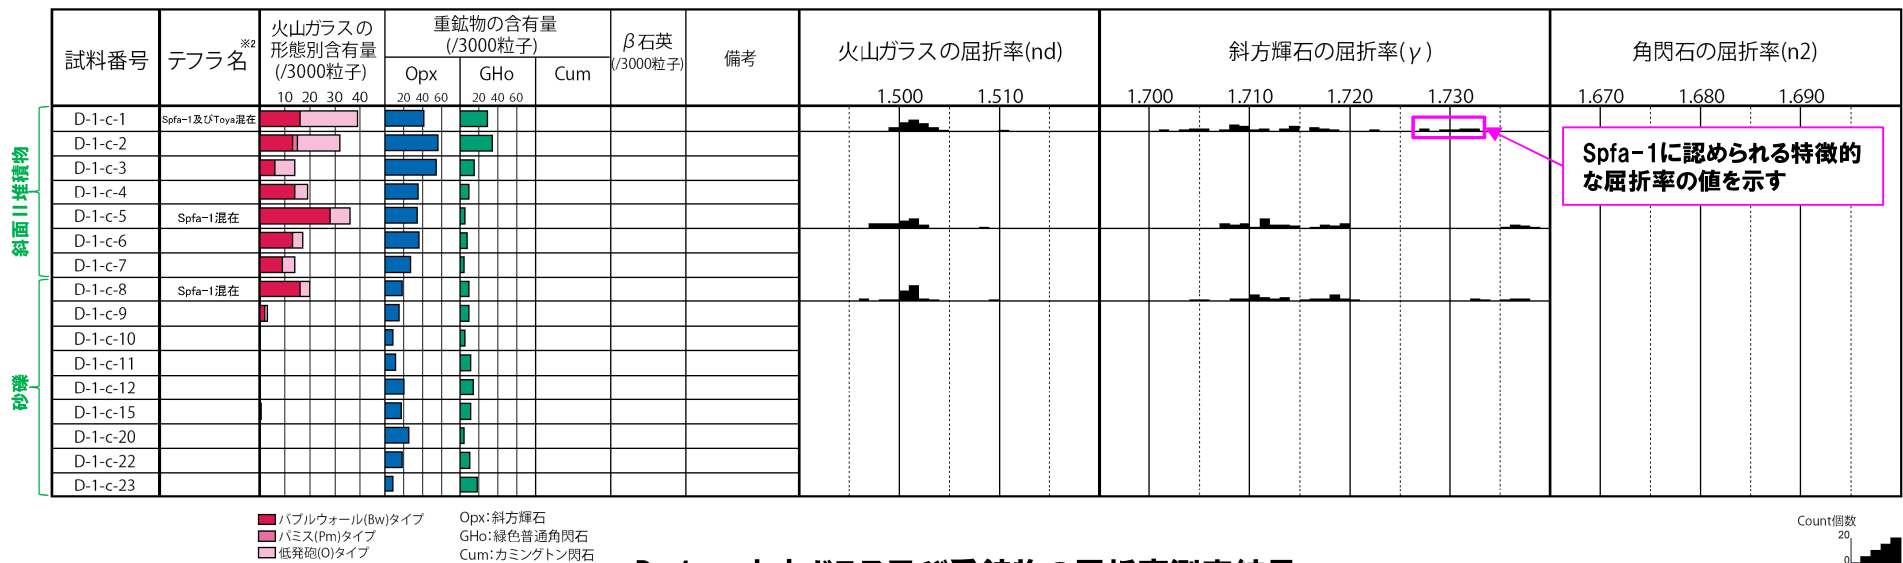 試料番号
テフラ名※2
火山ガラスの
形態別含有量
(/3000粒子)
10 20 30 40
重鉱物の含有量
(/3000粒子)
Opx
GHo
Cum
20 40 60
20 40 60
β石英
(/3000粒子)
備考
火山ガラスの屈折率(nd)
1.500 1.510
斜方輝石の屈折率(γ)
1.700 1.710 1.720 1.730
角閃石の屈折率(n2)
1.670 1.680 1.690
斜面Ⅱ堆積物
D-1-c-1 Spfa-1及びToya混在
D-1-c-2
D-1-c-3
D-1-c-4
D-1-c-5 Spfa-1混在
D-1-c-6
D-1-c-7
砂礫
D-1-c-8 Spfa-1混在
D-1-c-9
D-1-c-10
D-1-c-11
D-1-c-12
D-1-c-15
D-1-c-20
D-1-c-22
D-1-c-23
Spfa-1に認められる特徴的
な屈折率の値を示す
バブルウォール(Bw)タイプ
パミス(Pm)タイプ
低発砲(O)タイプ
Opx：斜方輝石
GHo：緑色普通角閃石
Cum：カミングトン閃石
Count個数
20
0